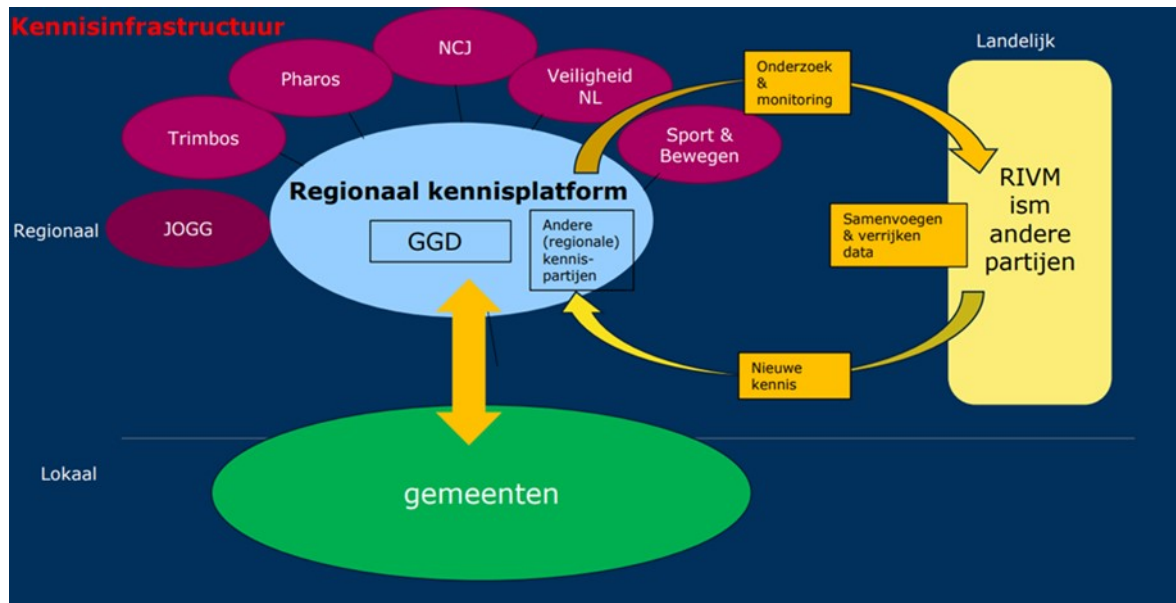 Kennisinfrastructuur
NCJ
Landelijk
Pharos
Veiligheid
NL
Onderzoek
&
monitoring
Trimbos
Sport &
Bewegen
Regionaal kennisplatform
RIVM
ism
andere
partijen
Regionaal
JOGG
GGD
Andere
(regionale)
kennis-
partijen
Samenvoegen
& verrijken
data
Nieuwe
kennis
Lokaal
gemeenten